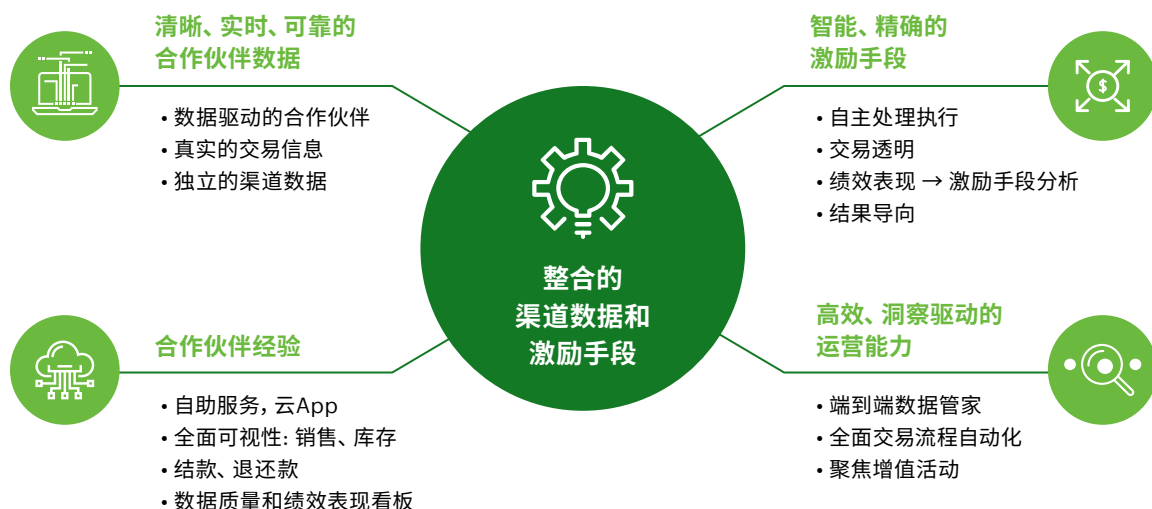 清晰、实时、可靠的
合作伙伴数据
• 数据驱动的合作伙伴
• 真实的交易信息
• 独立的渠道数据
智能、精确的
激励手段
$
• 自主处理执行
• 交易透明
• 绩效表现 → 激励手段分析
• 结果导向
整合的
渠道数据和
激励手段
合作伙伴经验
• 自助服务, 云App
• 全面可视性: 销售、库存
• 结款、退还款
• 数据质量和绩效表现看板
高效、洞察驱动的
运营能力
• 端到端数据管家
• 全面交易流程自动化
• 聚焦增值活动